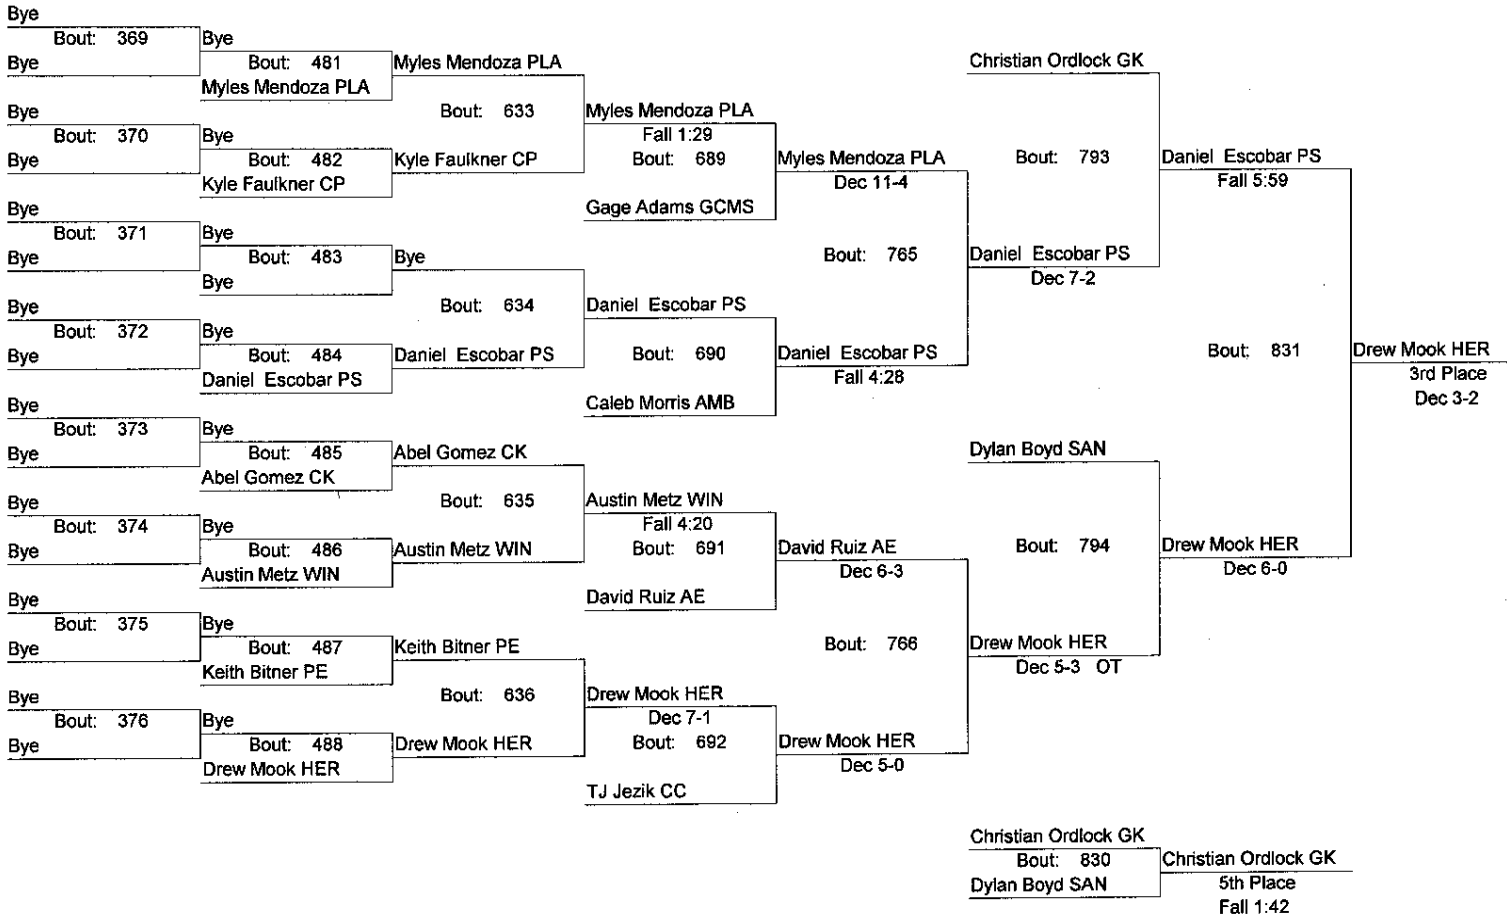 Bye
Bout: 369
Bye
Bye
Bout: 481
Myles Mendoza PLA
Myles Mendoza PLA
Bout: 633
Bye
Bout: 370
Bye
Bye
Bout: 482
Kyle Faulkner CP
Kyle Faulkner CP
Myles Mendoza PLA
Fall 1:29
Bout: 689
Gage Adams GCMS
Myles Mendoza PLA
Dec 11-4
Bye
Bout: 371
Bye
Bye
Bout: 483
Bye
Bye
Bout: 634
Bye
Bout: 372
Bye
Bye
Bout: 484
Daniel Escobar PS
Daniel Escobar PS
Daniel Escobar PS
Bout: 690
Caleb Morris AMB
Daniel Escobar PS
Fall 4:28
Bout: 765
Christian Ordlock GK
Bout: 793
Daniel Escobar PS
Dec 7-2
Daniel Escobar PS
Fall 5:59
Bye
Bout: 373
Bye
Bye
Bout: 485
Abel Gomez CK
Abel Gomez CK
Bout: 635
Bye
Bout: 374
Bye
Bye
Bout: 486
Austin Metz WIN
Austin Metz WIN
Austin Metz WIN
Fall 4:20
Bout: 691
David Ruiz AE
David Ruiz AE
Dec 6-3
Bye
Bout: 375
Bye
Bye
Bout: 487
Keith Bitner PE
Keith Bitner PE
Bout: 636
Bye
Bout: 376
Bye
Bye
Bout: 488
Drew Mook HER
Drew Mook HER
Drew Mook HER
Dec 7-1
Bout: 692
TJ Jezik CC
Drew Mook HER
Dec 5-0
Bout: 766
Dylan Boyd SAN
Bout: 794
Drew Mook HER
Dec 5-3 OT
Drew Mook HER
Dec 6-0
Bout: 831
Drew Mook HER
3rd Place
Dec 3-2
Christian Ordlock GK
Bout: 830
Dylan Boyd SAN
Christian Ordlock GK
5th Place
Fall 1:42